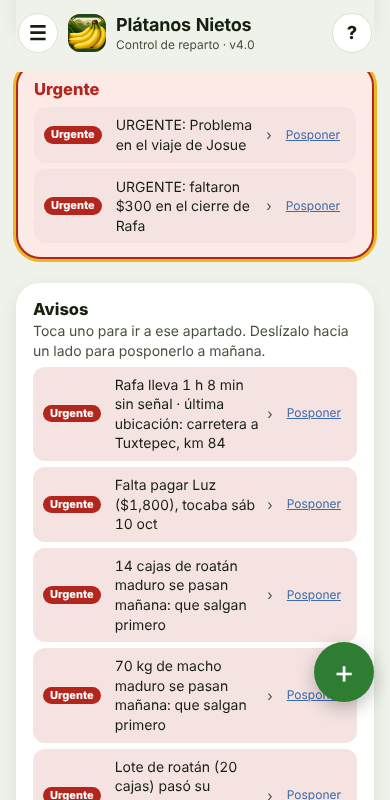 ☰
Plátanos Nietos
Control de reparto · v4.0
?
Urgente
Urgente
URGENTE: Problema
en el viaje de Josue
›
Posponer
Urgente
URGENTE: faltaron
$300 en el cierre de
Rafa
›
Posponer
Avisos
Toca uno para ir a ese apartado. Deslízalo hacia
un lado para posponerlo a mañana.
Urgente
Rafa lleva 1 h 8 min
sin señal · última
ubicación: carretera a
Tuxtepec, km 84
›
Posponer
Urgente
Falta pagar Luz
($1,800), tocaba sáb
10 oct
›
Posponer
Urgente
14 cajas de roatán
maduro se pasan
mañana: que salgan
primero
›
Posponer
Urgente
70 kg de macho
maduro se pasan
mañana: que salgan
primero
›
+
Urgente
Lote de roatán (20
cajas) pasó su
›
Posponer